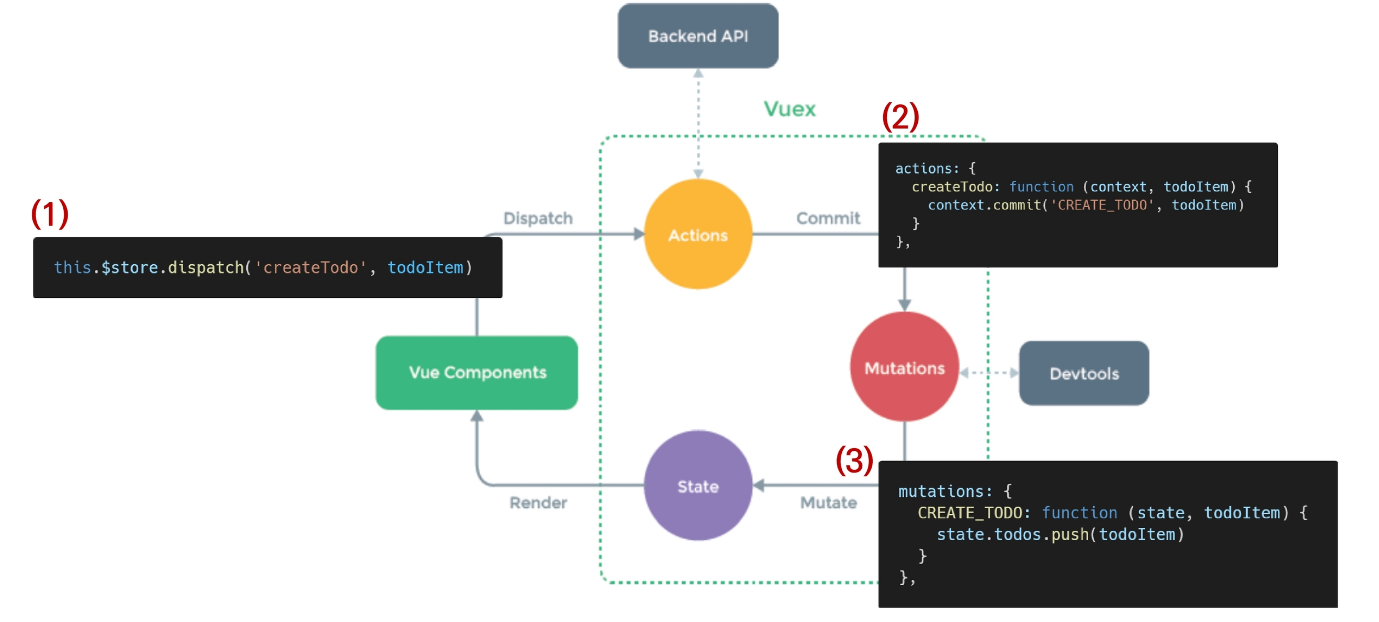 Backend API
Vuex
(2)
actions: {
createTodo: function (context, todoItem) {
context.commit('CREATE_TODO', todoItem)
}
},
(1)
Dispatch
Actions
Commit
this.$store.dispatch('createTodo', todoItem)
Vue Components
Mutations
Devtools
(3)
State
Render
Mutate
mutations: {
CREATE_TODO: function (state, todoItem) {
state.todos.push(todoItem)
}
},